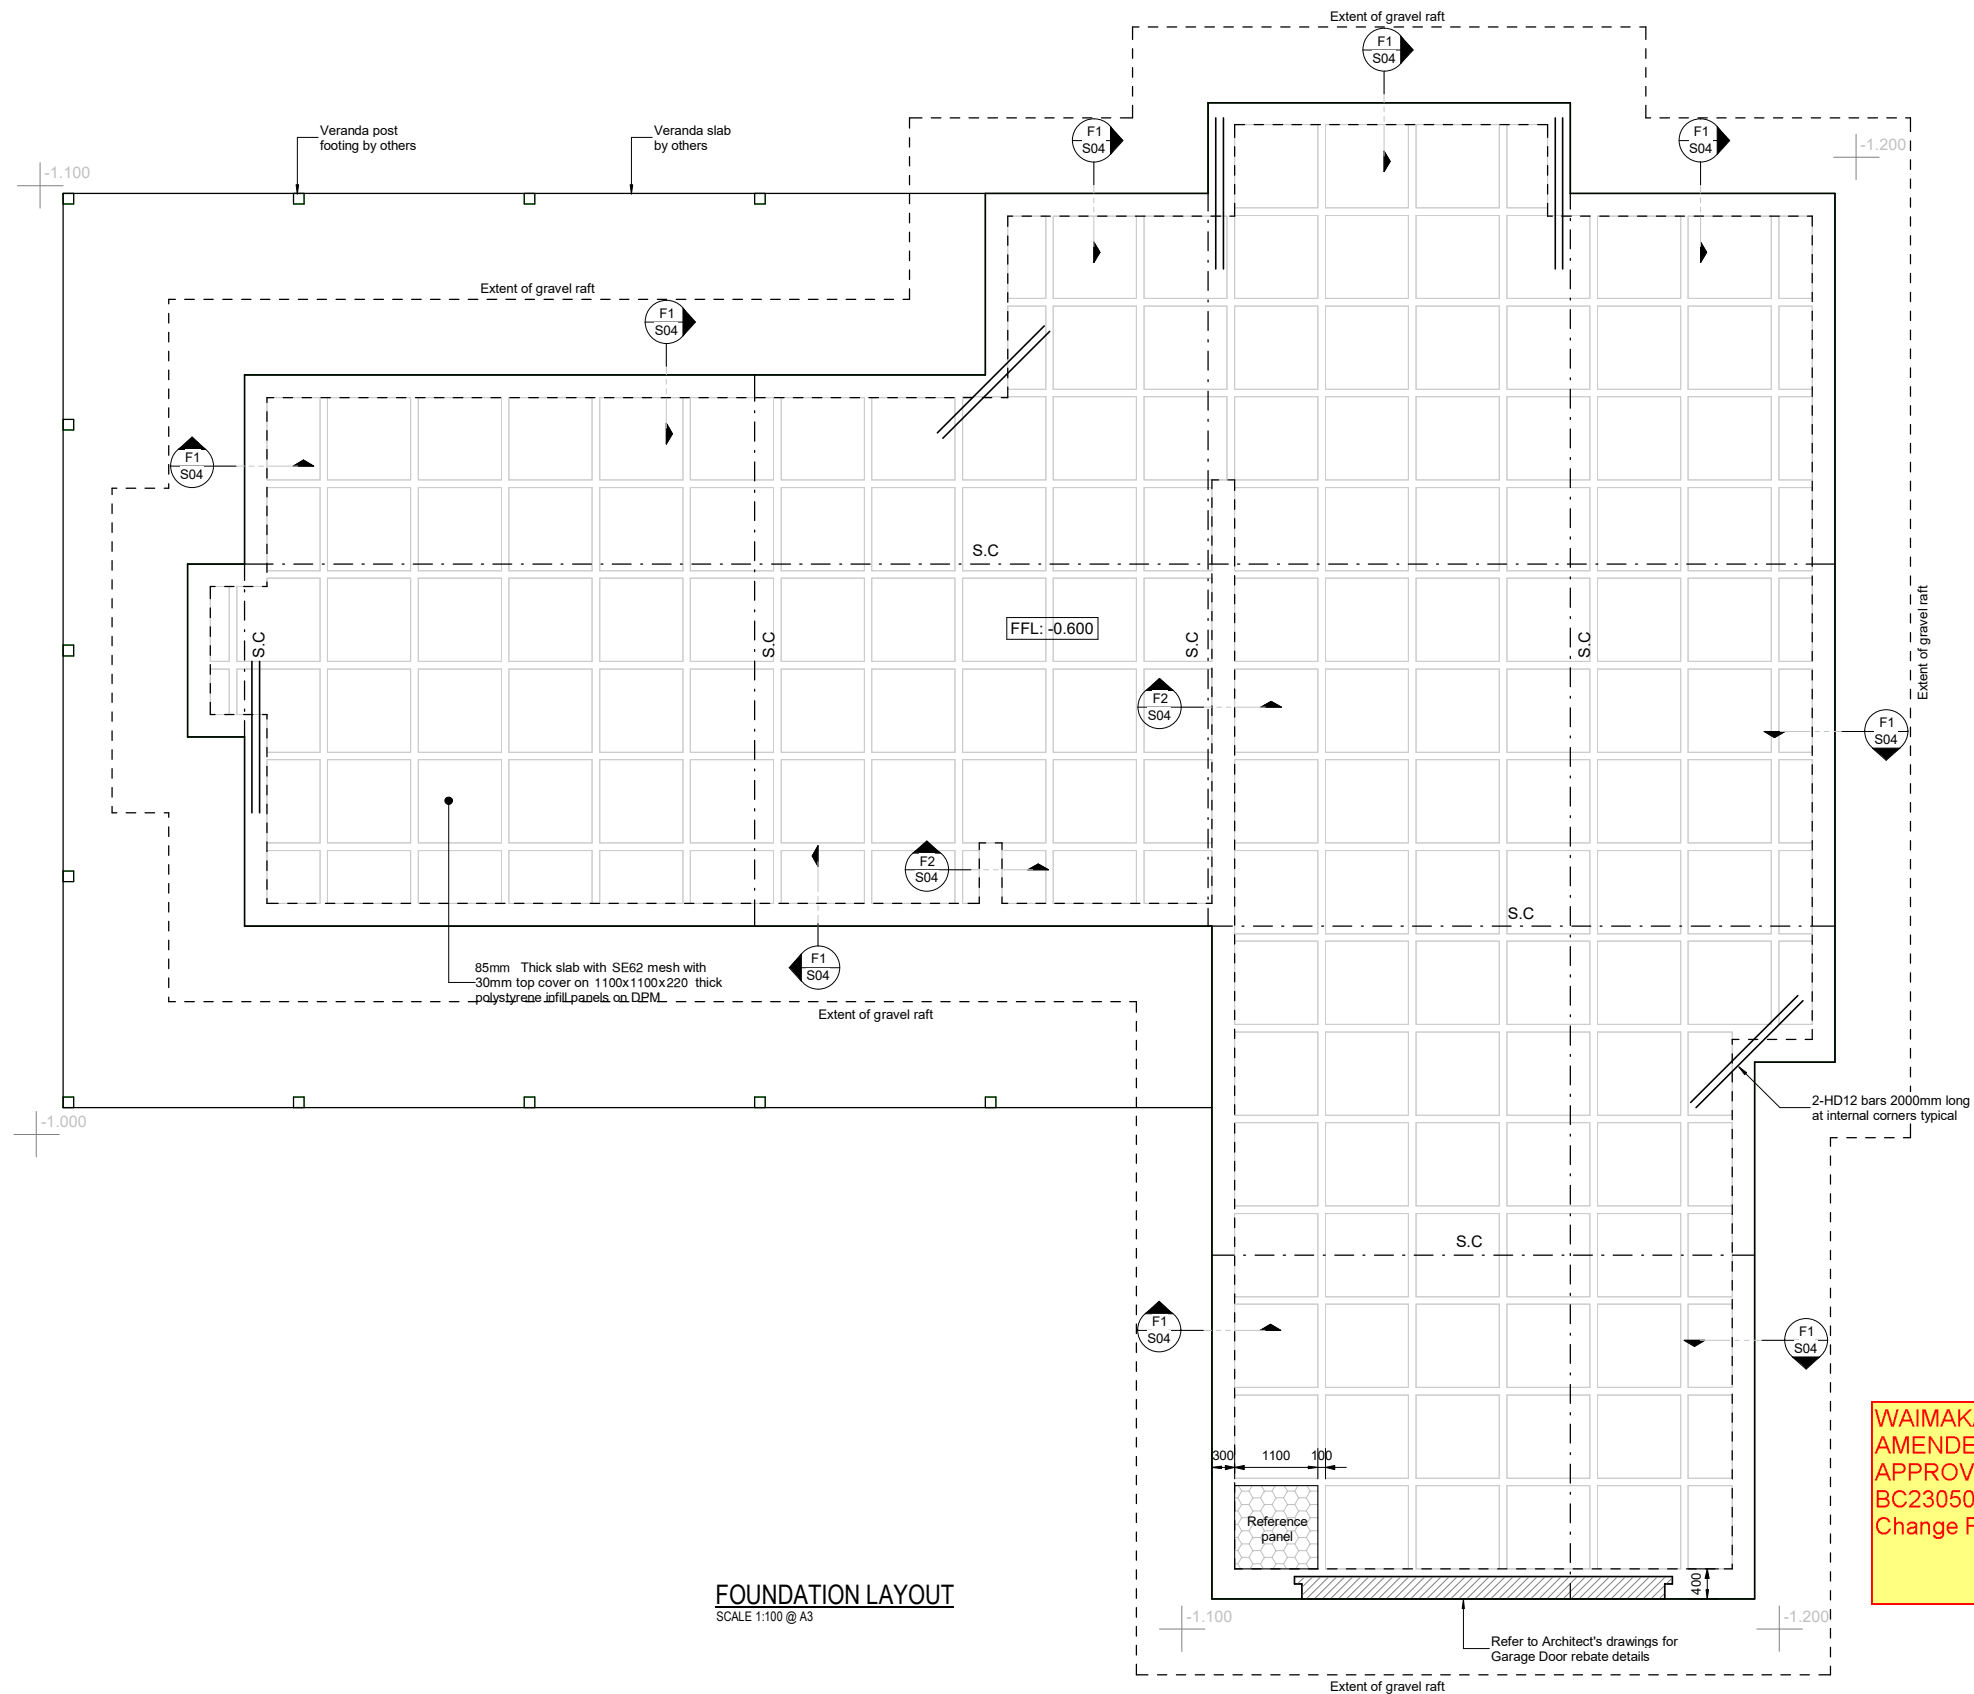 Extent of gravel raft
F1
S04
Veranda post
footing by others
Veranda slab
by others
F1
S04
F1
S04
-1.200
-1.100
Extent of gravel raft
F1
S04
F1
S04
S.C
S.C
S.C
FFL: -0.600
S.C
S.C
Extent of gravel raft
F2
S04
F1
S04
F2
S04
S.C
F1
S04
85mm Thick slab with SE62 mesh with
30mm top cover on 1100x1100x220 thick
polystyrene infill panels on DPM
Extent of gravel raft
2-HD12 bars 2000mm long
at internal corners typical
-1.000
S.C
F1
S04
F1
S04
WAIMAK
AMENDE
APPROV
BC23050
Change
300
1100
100
Reference
panel
400
FOUNDATION LAYOUT
SCALE 1:100 @ A3
-1.100
-1.200
Refer to Architect's drawings for
Garage Door rebate details
Extent of gravel raft